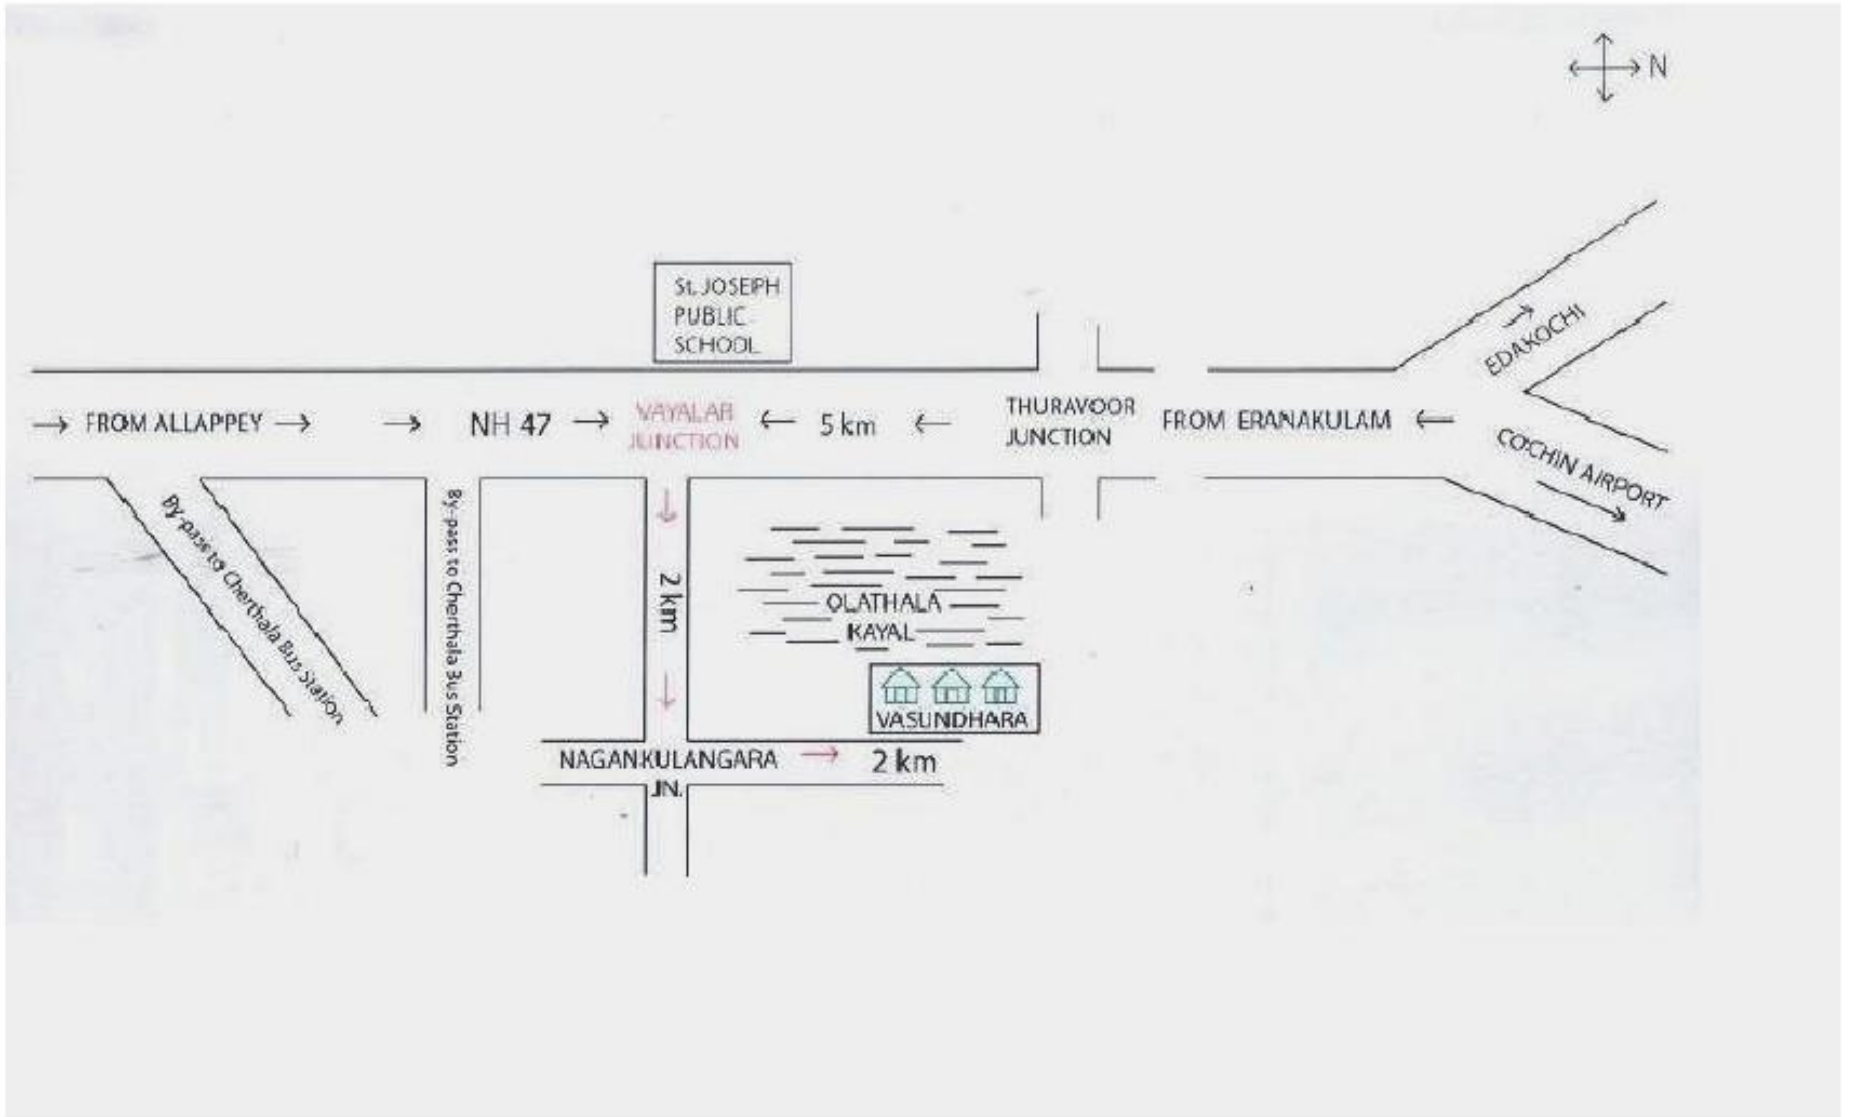 N
St. JOSEPH
PUBLIC
SCHOOL
EDAKOCHI
FROM ALLAPPEY
NH 47
VAYALAR
JUNCTION
5 km
THURAVOOR
JUNCTION
FROM ERANAKULAM
COCHIN AIRPORT
By-pass to Cherthala Bus Station
By-pass to Cherthala Bus Station
2 km
OLATHALA
KAYAL
VASUNDHARA
NAGANKULANGARA
JN.
2 km